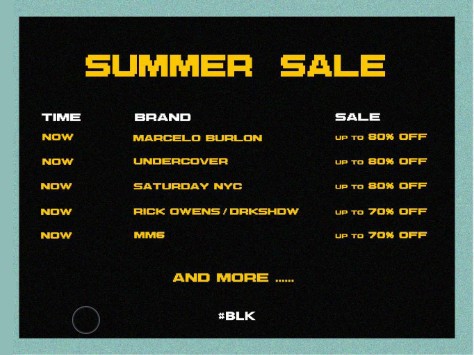 SUMMER SALE
TIME BRAND SALE
NOW MARCELO BURLON UP TO 80% OFF
NOW UNDERCOVER UP TO 80% OFF
NOW SATURDAY NYC UP TO 80% OFF
NOW RICK OWENS / DRKSHOW UP TO 70% OFF
NOW MM6 UP TO 70% OFF
AND MORE ......
#BLK